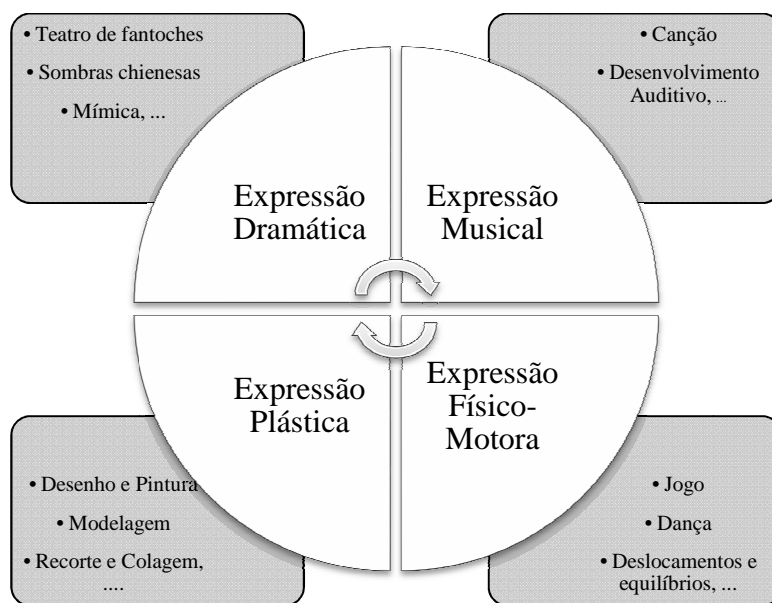 • Teatro de fantoches
• Sombras chienesas
• Mímica, ...
• Canção
• Desenvolvimento
Auditivo, ...
Expressão
Dramática
Expressão
Musical
Expressão
Plástica
Expressão
Físico-
Motora
• Desenho e Pintura
• Modelagem
• Recorte e Colagem,
....
• Jogo
• Dança
• Deslocamentos e
equilíbrios, ...